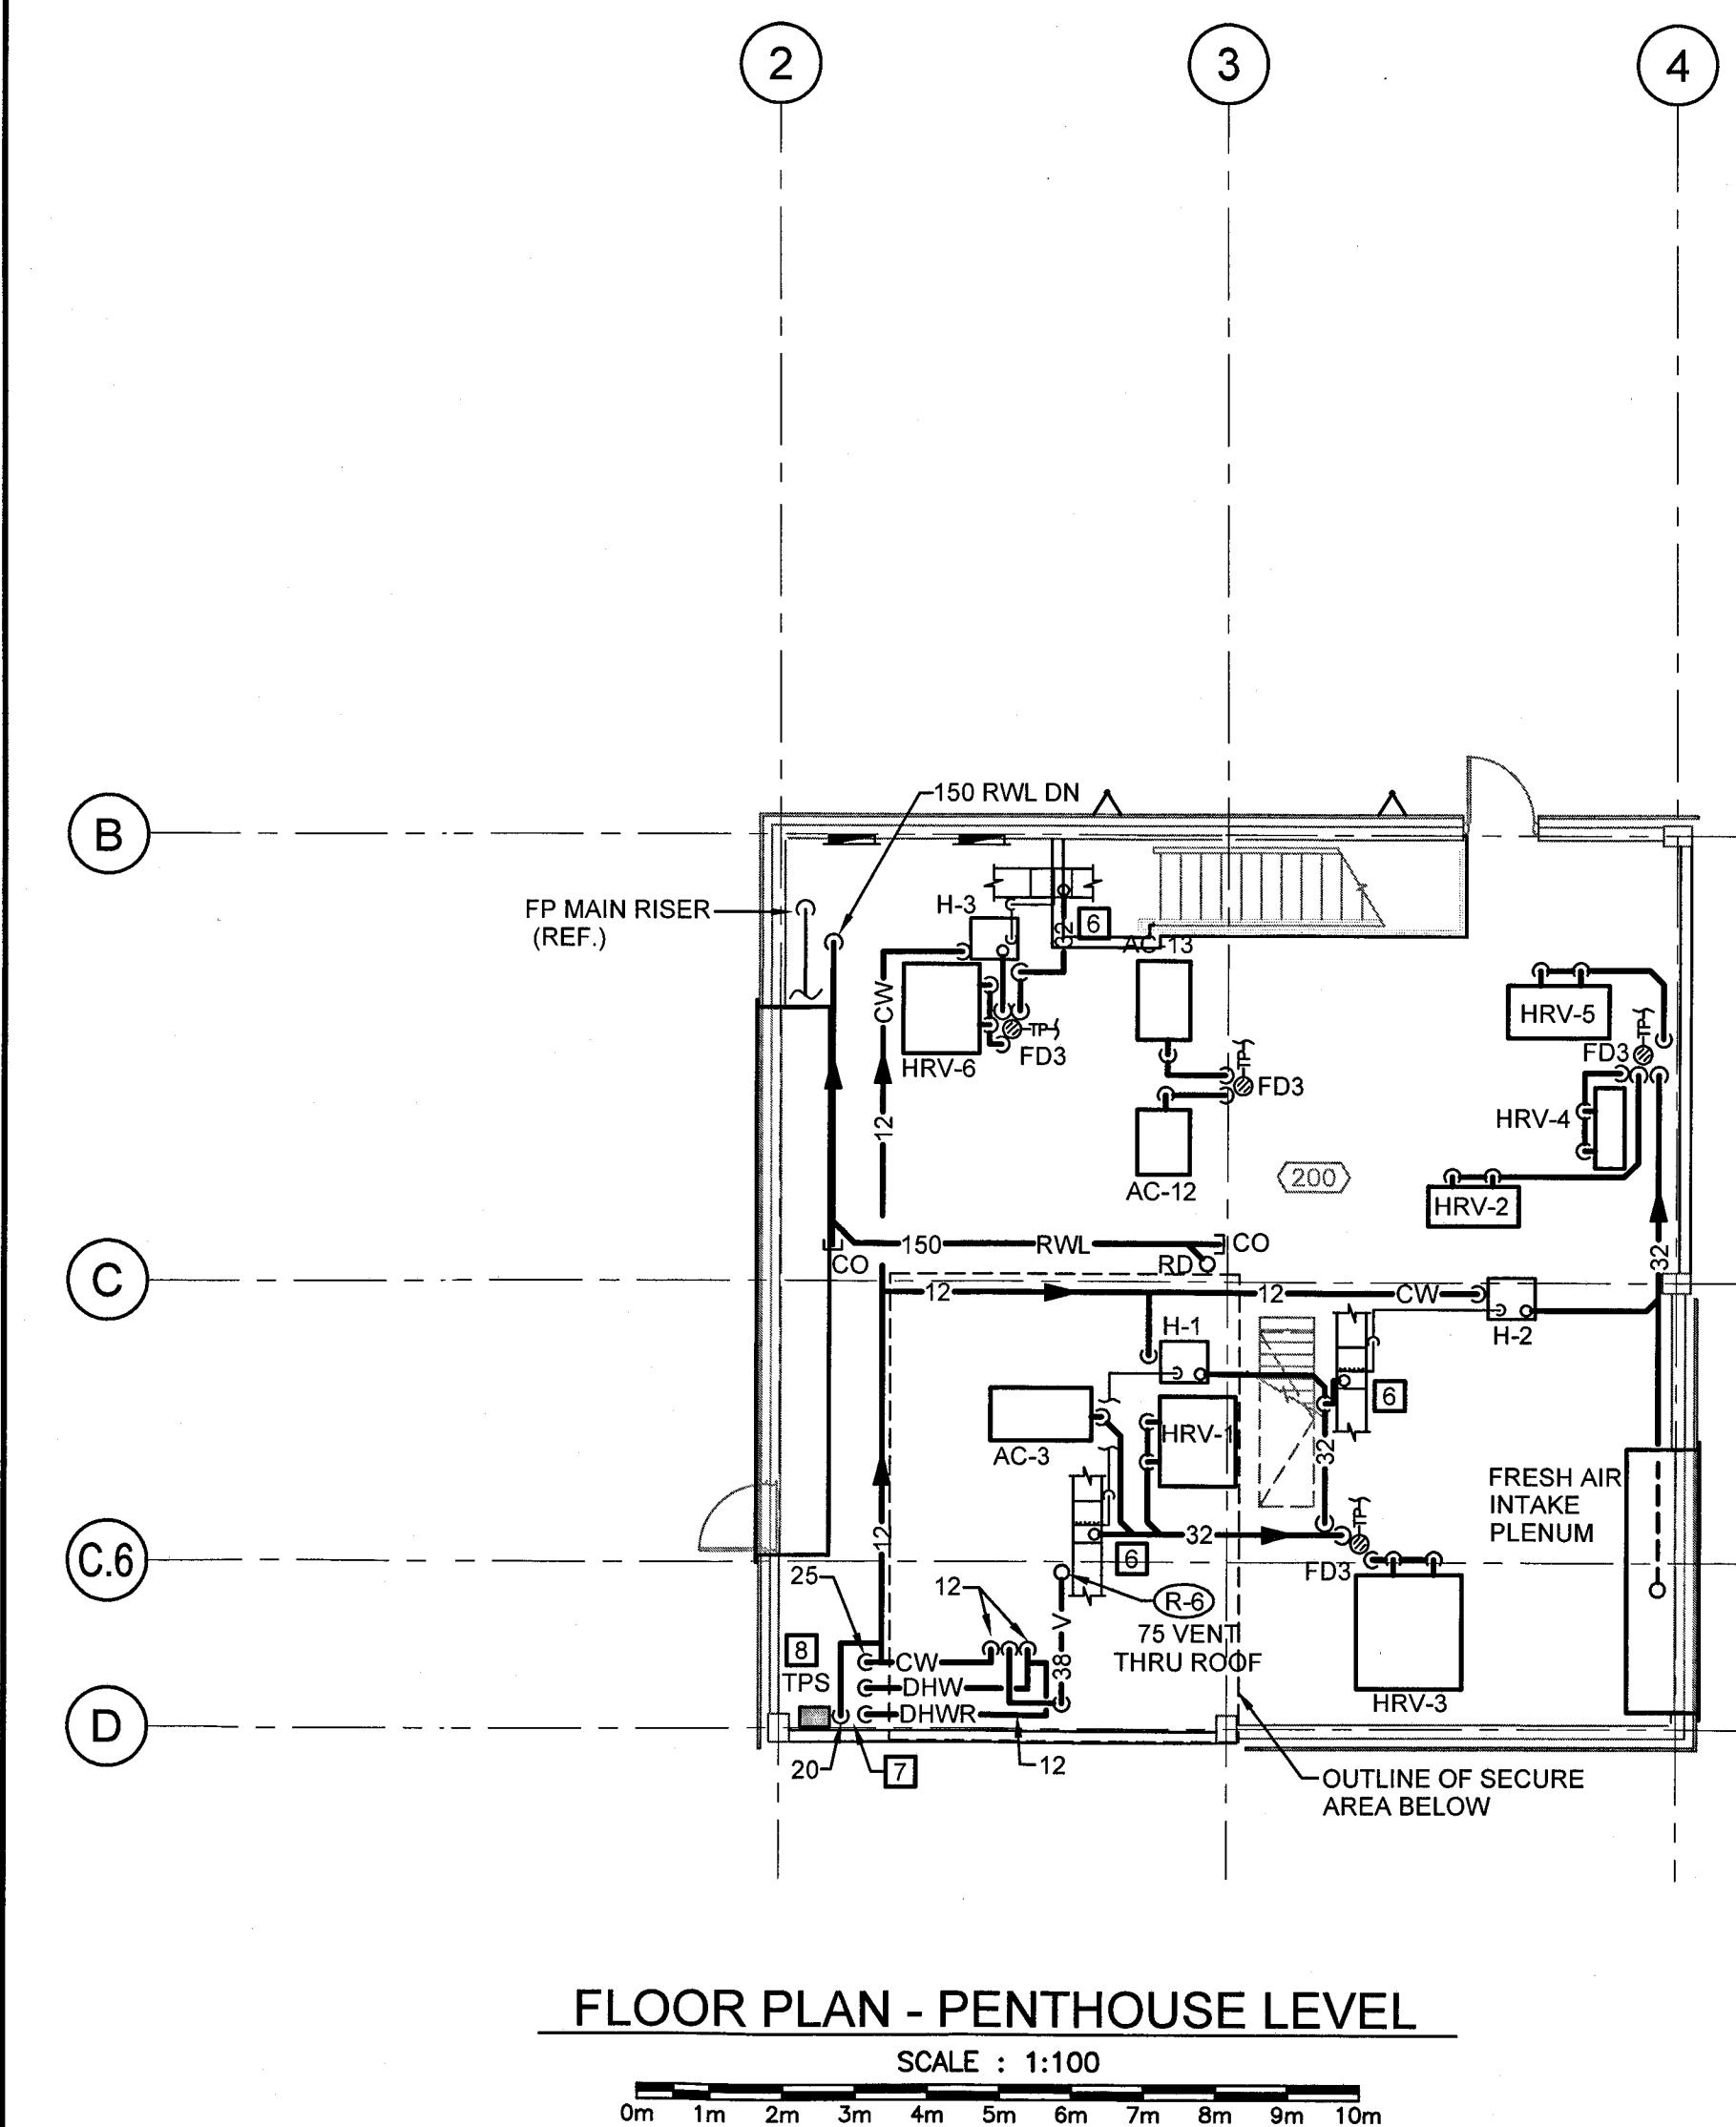 2
3
4
150 RWL DN
B
FP MAIN RISER
(REF.)
H-3
6
32
AC-13
CW
HRV-5
TP
FD3
HRV-6
TP
FD3
TP
FD3
HRV-4
12
AC-12
200
HRV-2
150
RWL
CO
CO
RD
C
32
12
12
CW
H-1
H-2
6
HRV-1
AC-3
32
FRESH AIR
INTAKE
PLENUM
TP
12
32
C.6
6
FD3
25
12
R-6
V
75 VENT
THRU ROOF
8
TPS
CW
38
DHW
DHWR
HRV-3
D
20
7
12
OUTLINE OF SECURE
AREA BELOW
FLOOR PLAN - PENTHOUSE LEVEL
SCALE : 1:100
0m 1m 2m 3m 4m 5m 6m 7m 8m 9m 10m